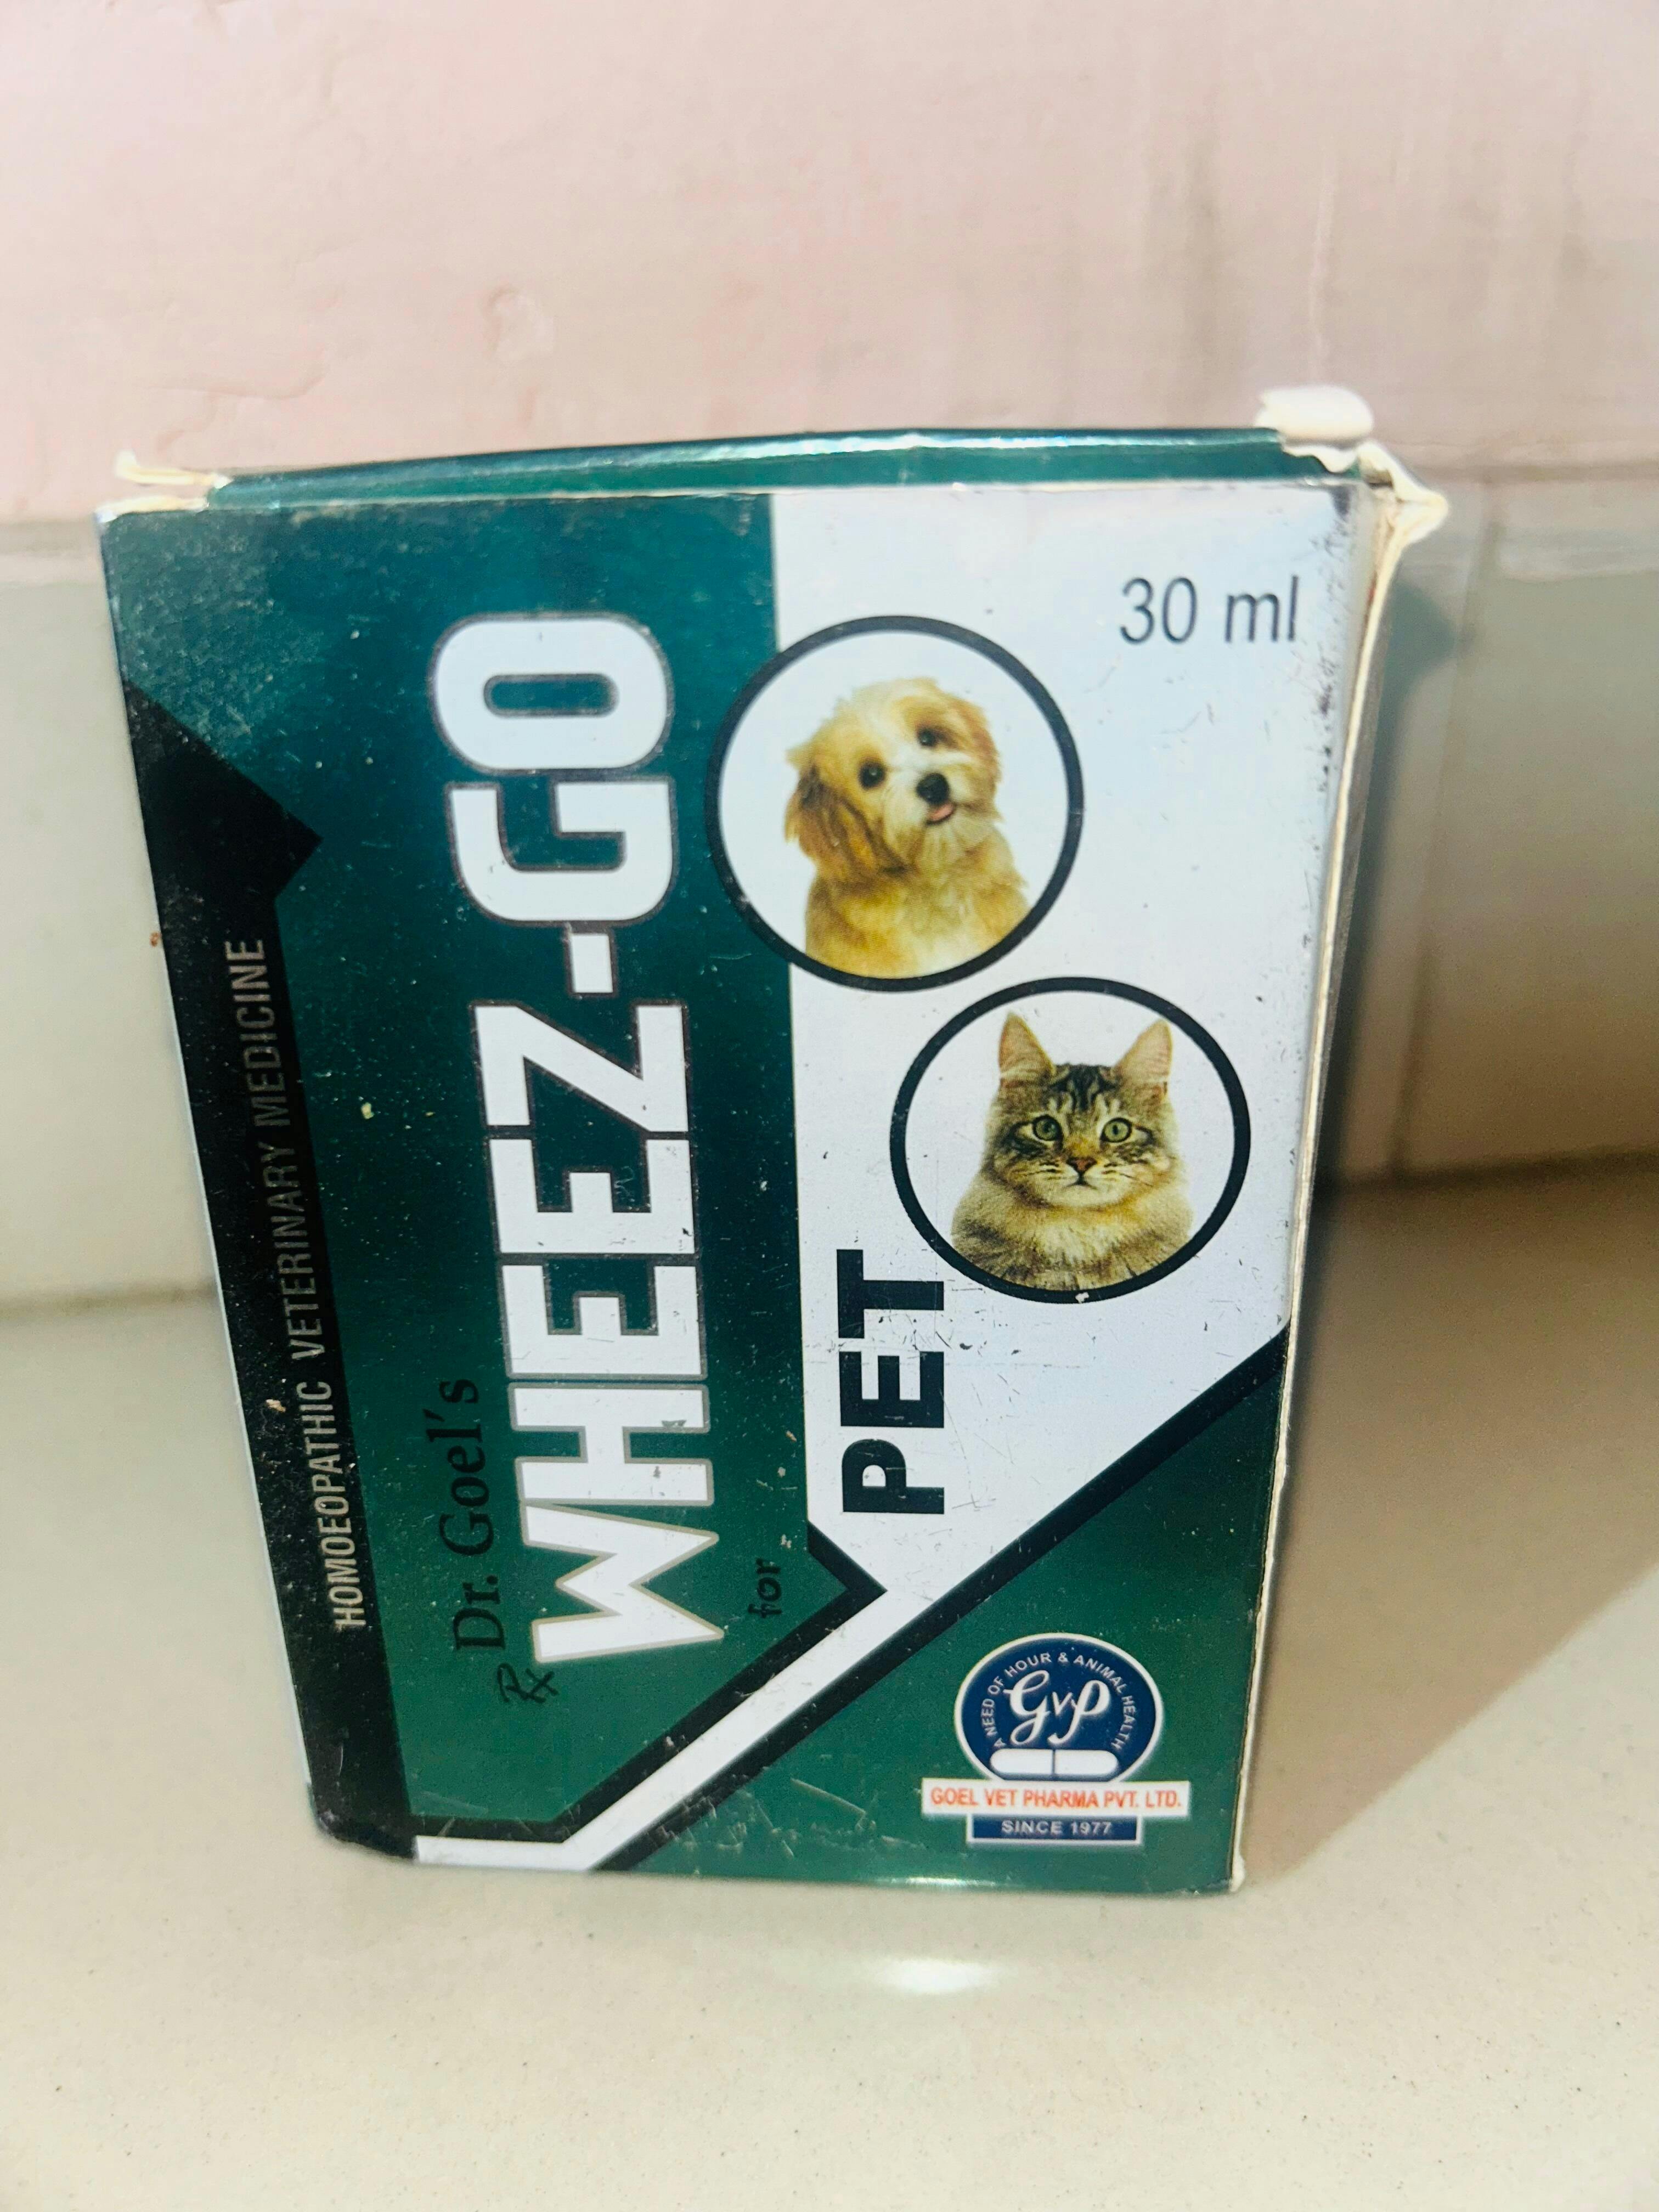 HOMOEOPATHIC VETERINARY MEDICINE
Rx Dr. Goel's
WHEEZ-GO
for
PET
30 ml
A NEED OF HOUR & ANIMAL HEALTH
GVP
GOEL VET PHARMA PVT. LTD.
SINCE 1977